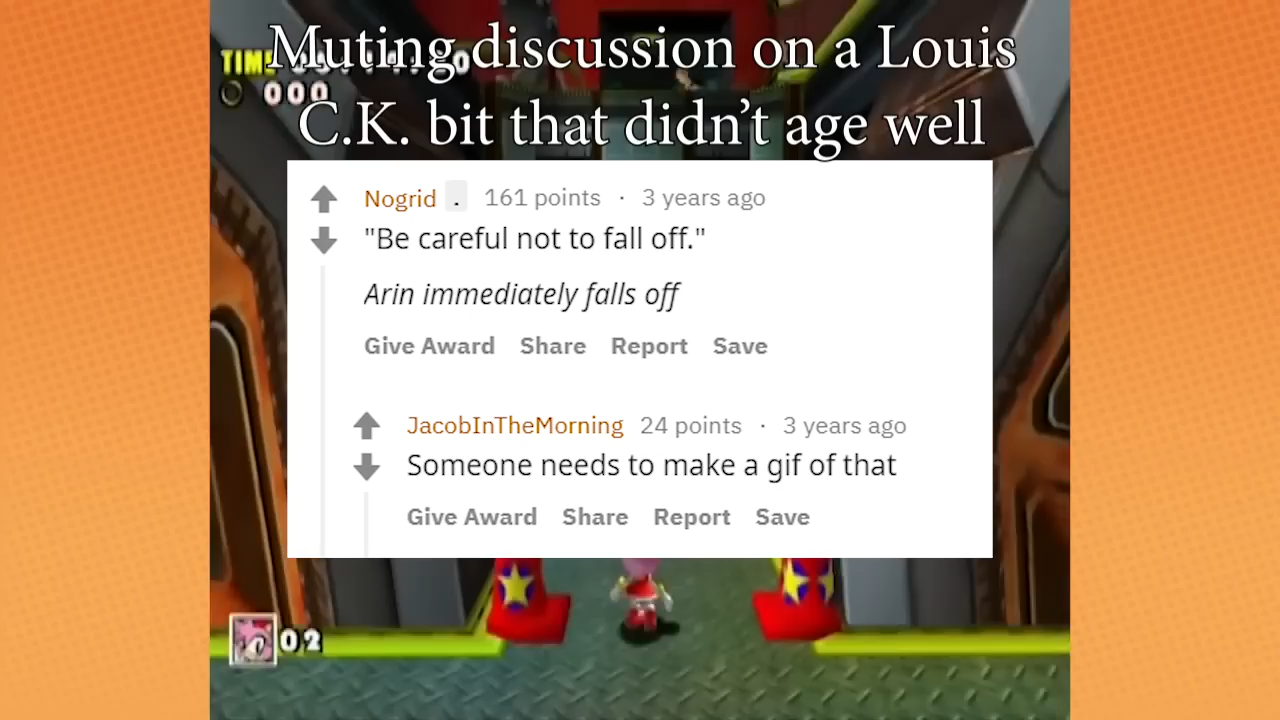 Muting discussion on a Louis
C.K. bit that didn’t age well
TIME
000
Nogrid . 161 points · 3 years ago
"Be careful not to fall off."
Arin immediately falls off
Give Award Share Report Save
JacobInTheMorning 24 points · 3 years ago
Someone needs to make a gif of that
Give Award Share Report Save
02